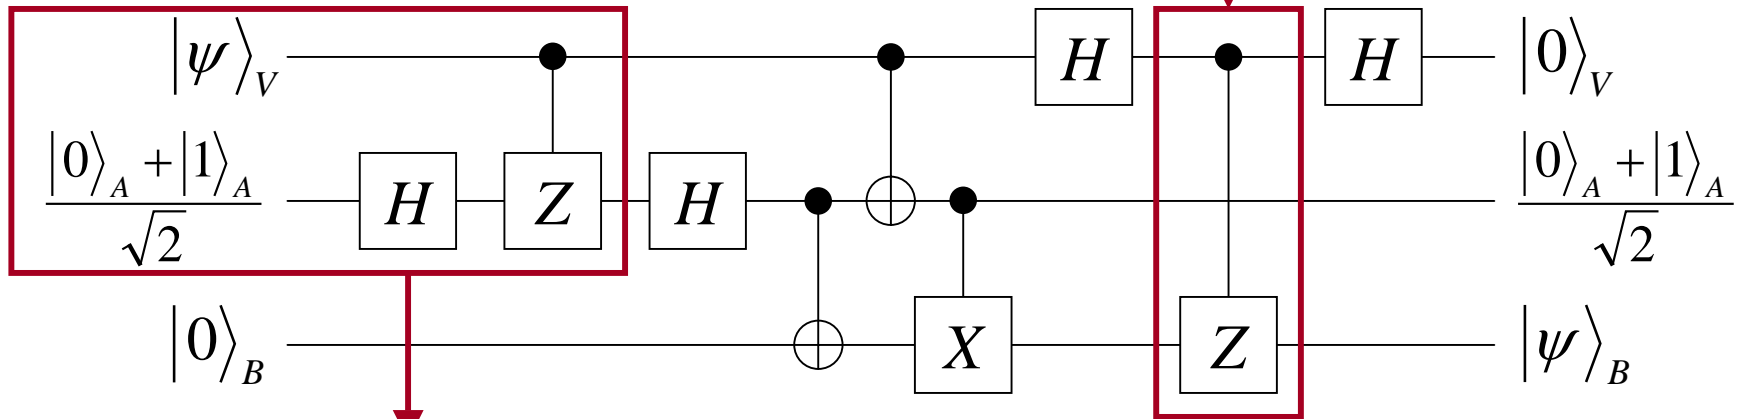 |ψ⟩_V H H |0⟩_V
(|0⟩_A + |1⟩_A)/√2 H Z H (|0⟩_A + |1⟩_A)/√2
|0⟩_B X Z |ψ⟩_B